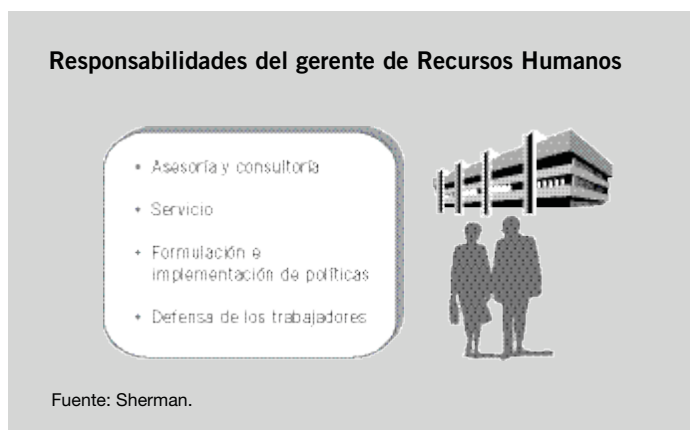 Responsabilidades del gerente de Recursos Humanos
• Asesoría y consultoría
• Servicio
• Formulación e
implementación de políticas
• Defensa de los trabajadores
Fuente: Sherman.